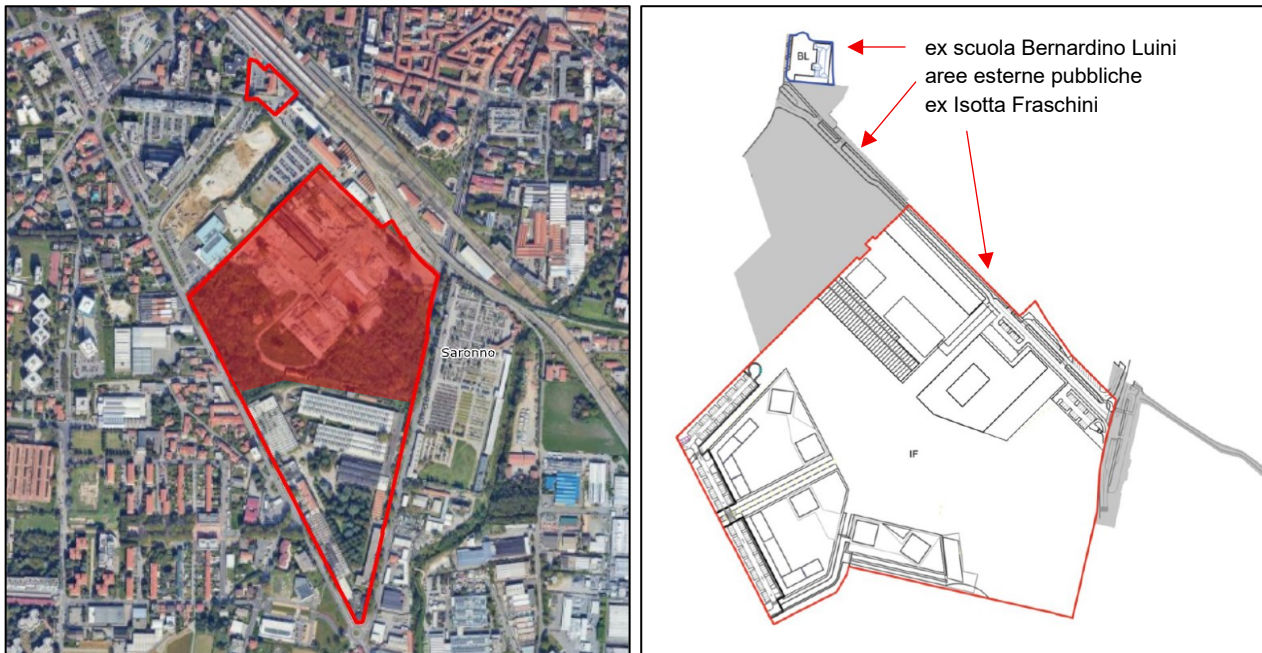 Saronno
BL
ex scuola Bernardino Luini
aree esterne pubbliche
ex Isotta Fraschini
IF